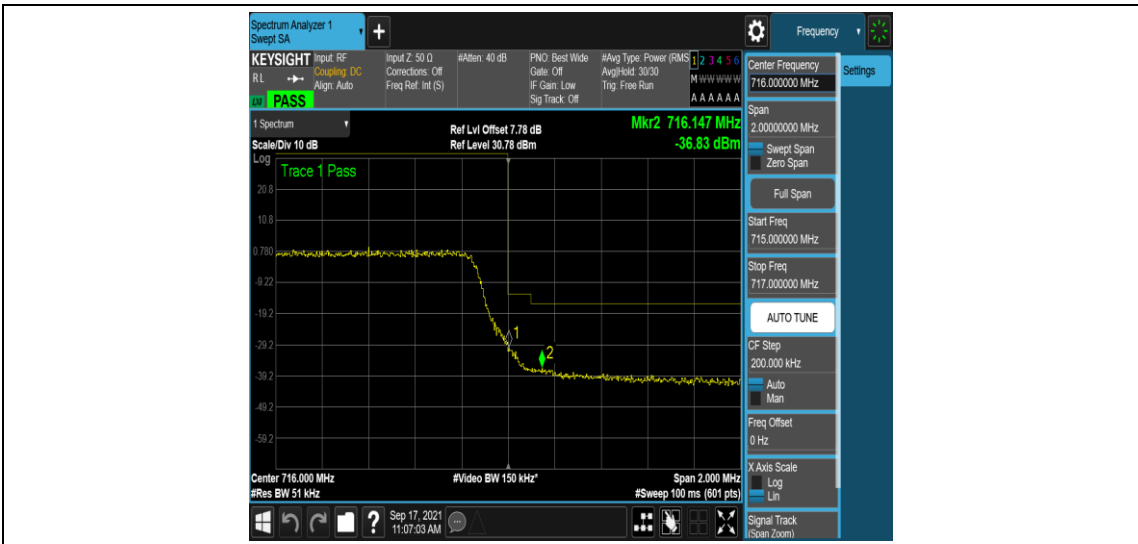 Spectrum Analyzer 1
Swept SA
+
Frequency
KEYSIGHT
RL
PASS
Input: RF
Coupling: DC
Align: Auto
Input Z: 50 Ω
Corrections: Off
Freq Ref: Int (S)
#Atten: 40 dB
PNO: Best Wide
Gate: Off
IF Gain: Low
Sig Track: Off
#Avg Type: Power (RMS
Avg|Hold: 30/30
Trig: Free Run
1 2 3 4 5 6
M W W W W W
A A A A A A
1 Spectrum
Scale/Div 10 dB
Ref Lvl Offset 7.78 dB
Ref Level 30.78 dBm
Mkr2 716.147 MHz
-36.83 dBm
Log
Trace 1 Pass
20.8
10.8
0.780
-9.22
-19.2
-29.2
-39.2
-49.2
-59.2
1
2
Center 716.000 MHz
#Res BW 51 kHz
#Video BW 150 kHz*
Span 2.000 MHz
#Sweep 100 ms (601 pts)
?
Sep 17, 2021
11:07:03 AM
Center Frequency
716.000000 MHz
Settings
Span
2.00000000 MHz
Swept Span
Zero Span
Full Span
Start Freq
715.000000 MHz
Stop Freq
717.000000 MHz
AUTO TUNE
CF Step
200.000 kHz
Auto
Man
Freq Offset
0 Hz
X Axis Scale
Log
Lin
Signal Track
(Span Zoom)